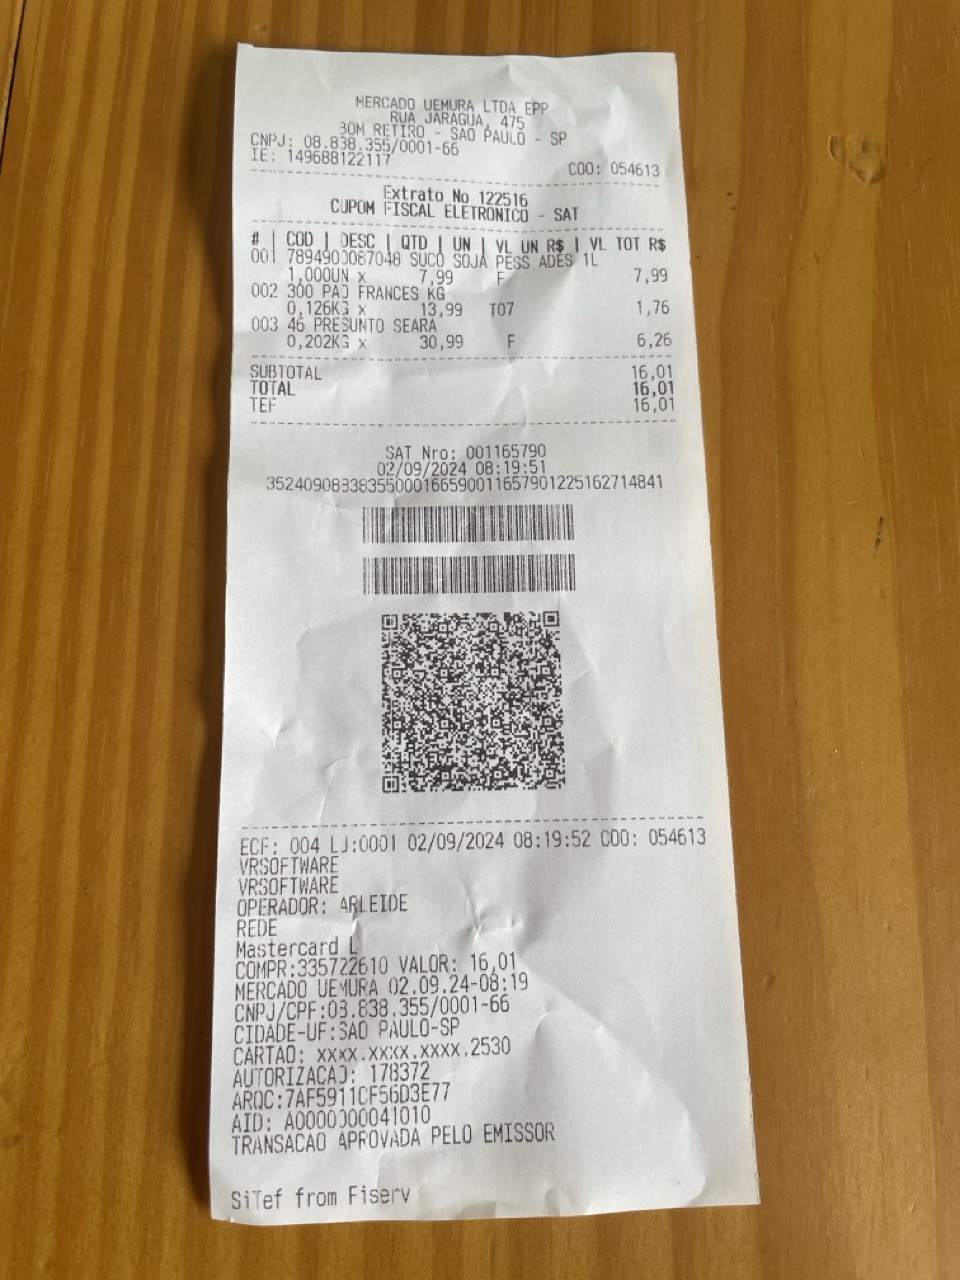 MERCADO UEMURA LTDA EPP
RUA JARAGUA, 475
BOM RETIRO - SAO PAULO - SP
CNPJ: 08.838.355/0001-66
IE: 149688122117
COO: 054613
Extrato No 122516
CUPOM FISCAL ELETRONICO - SAT
# | COD | DESC | QTD | UN | VL UN R$ | VL TOT R$
001 7894900087048 SUCO SOJA PESS ADES 1L
1,000UN x 7,99 F 7,99
002 300 PAO FRANCES KG
0,126KG x 13,99 T07 1,76
003 46 PRESUNTO SEARA
0,202KG x 30,99 F 6,26
SUBTOTAL 16,01
TOTAL 16,01
TEF 16,01
SAT Nro: 001165790
02/09/2024 08:19:51
35240908838355000166590011657901225162714841
ECF: 004 LJ:0001 02/09/2024 08:19:52 COO: 054613
VRSOFTWARE
VRSOFTWARE
OPERADOR: ARLEIDE
REDE
Mastercard L
COMPR:335722610 VALOR: 16,01
MERCADO UEMURA 02.09.24-08:19
CNPJ/CPF:08.838.355/0001-66
CIDADE-UF:SAO PAULO-SP
CARTAO: xxxx.xxxx.xxxx.2530
AUTORIZACAO: 178372
ARQC:7AF5911CF56D3E77
AID: A0000000041010
TRANSACAO APROVADA PELO EMISSOR
SiTef from Fiserv